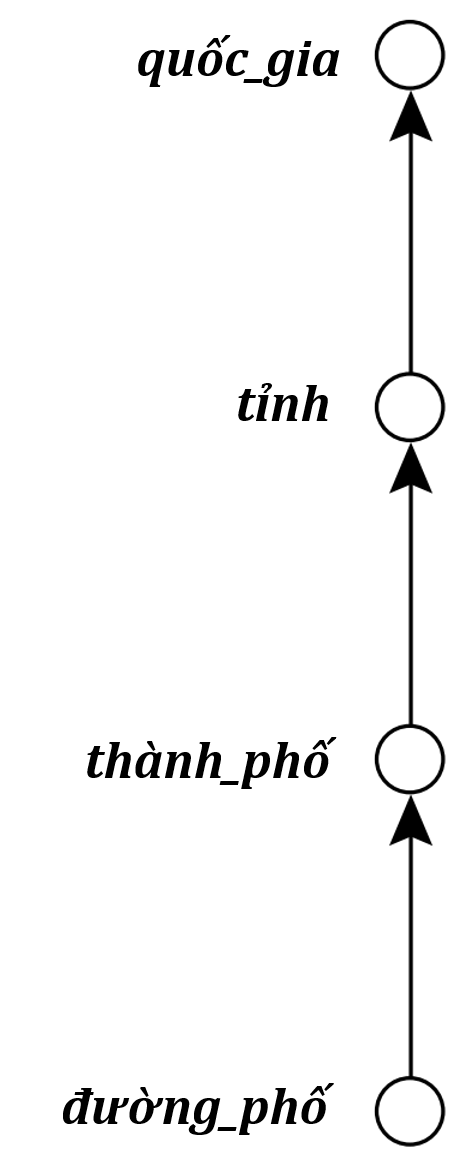 quốc_gia
tỉnh
thành_phố
đường_phố